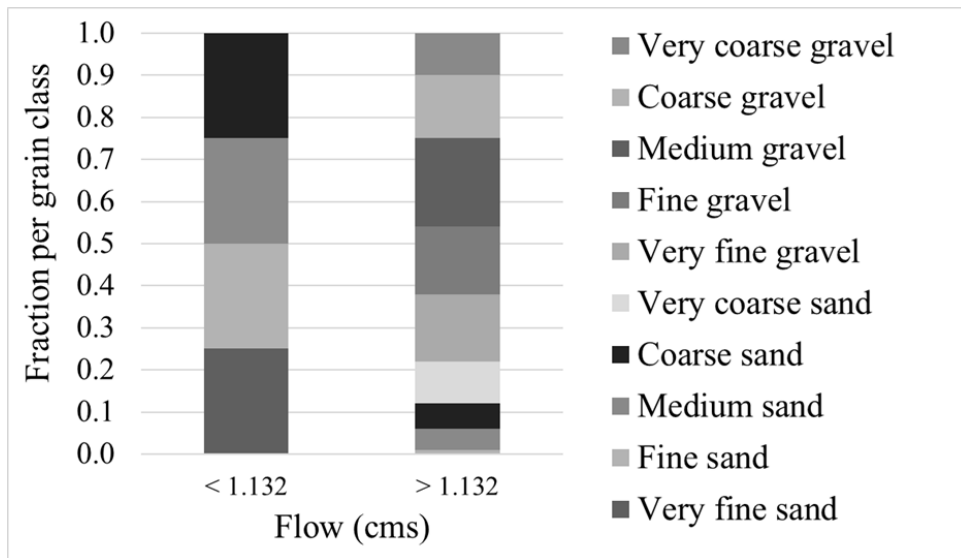 Fraction per grain class
1.0
0.9
0.8
0.7
0.6
0.5
0.4
0.3
0.2
0.1
0.0
< 1.132
> 1.132
Flow (cms)
Very coarse gravel
Coarse gravel
Medium gravel
Fine gravel
Very fine gravel
Very coarse sand
Coarse sand
Medium sand
Fine sand
Very fine sand